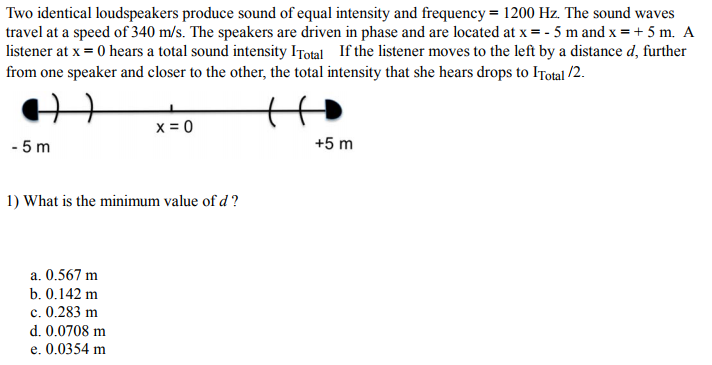 Two identical loudspeakers produce sound of equal intensity and frequency = 1200 Hz. The sound waves
travel at a speed of 340 m/s. The speakers are driven in phase and are located at x = - 5 m and x = + 5 m. A
listener at x = 0 hears a total sound intensity ITotal If the listener moves to the left by a distance d, further
from one speaker and closer to the other, the total intensity that she hears drops to ITotal /2.
x = 0
- 5 m
+5 m
1) What is the minimum value of d ?
a. 0.567 m
b. 0.142 m
c. 0.283 m
d. 0.0708 m
e. 0.0354 m